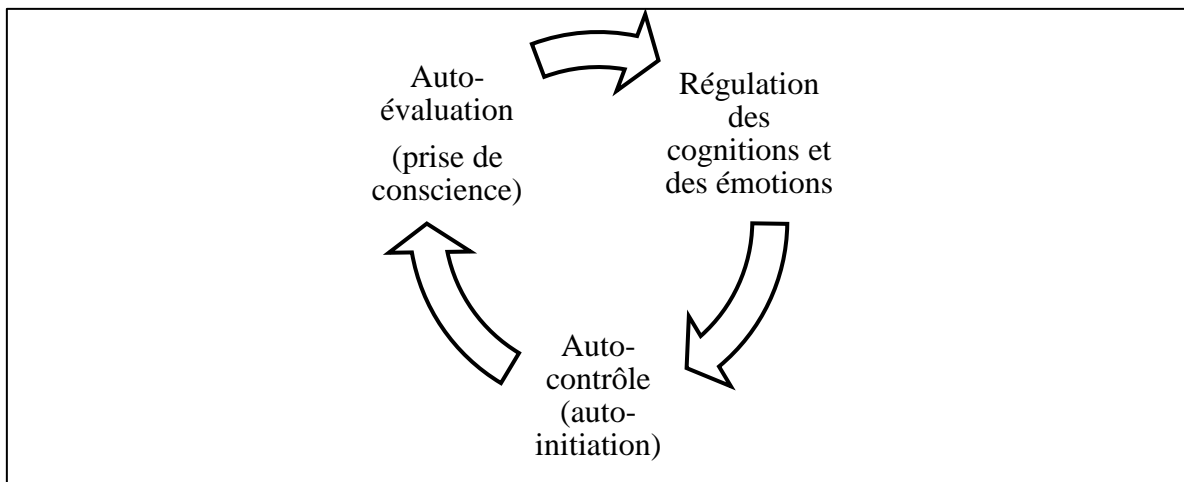 Auto-
évaluation
(prise de
conscience)
Régulation
des
cognitions et
des émotions
Auto-
contrôle
(auto-
initiation)